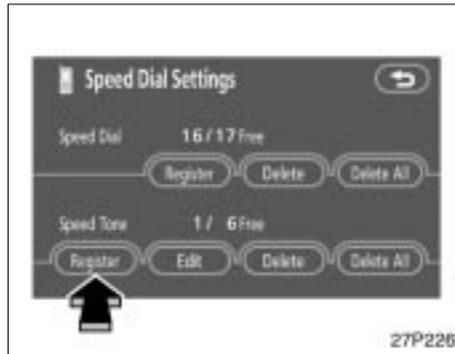 Speed Dial Settings
Speed Dial 16/17 Free
Register Delete Delete All
Speed Tone 1/ 6 Free
Register Edit Delete Delete All
27P226